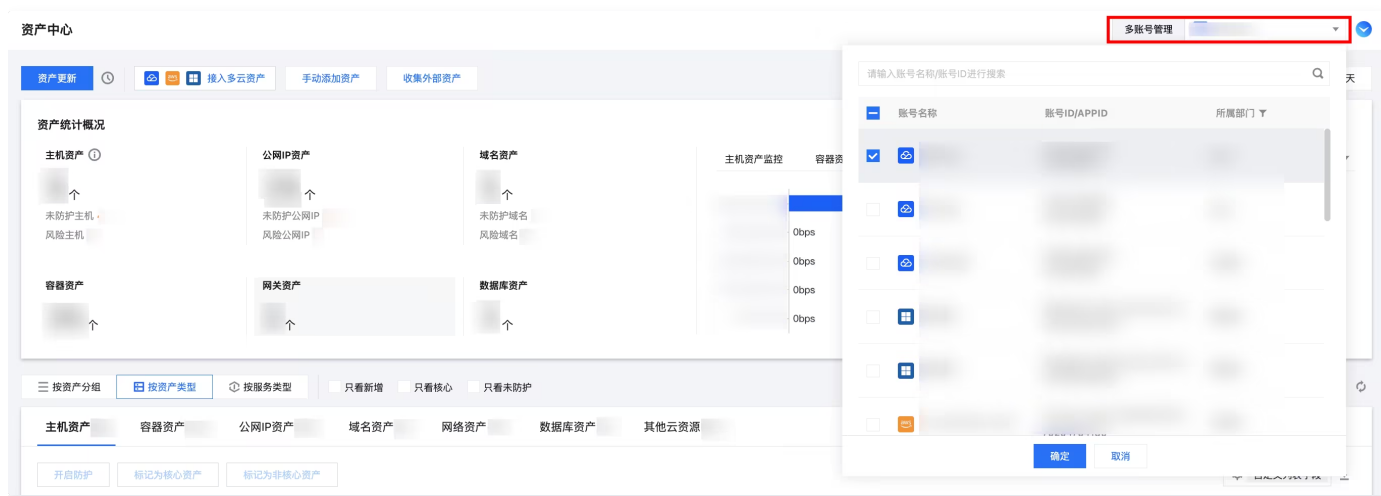 资产中心
多账号管理
资产更新
接入多云资产
手动添加资产
收集外部资产
天
请输入账号名称/账号ID进行搜索
账号名称
账号ID/APPID
所属部门
资产统计概况
主机资产
公网IP资产
域名资产
个
个
个
未防护主机
未防护公网IP
未防护域名
风险主机
风险公网IP
风险域名
主机资产监控
容器资
0bps
0bps
0bps
0bps
容器资产
网关资产
数据库资产
个
个
个
按资产分组
按资产类型
按服务类型
只看新增
只看核心
只看未防护
主机资产
容器资产
公网IP资产
域名资产
网络资产
数据库资产
其他云资源
确定
取消
开启防护
标记为核心资产
标记为非核心资产